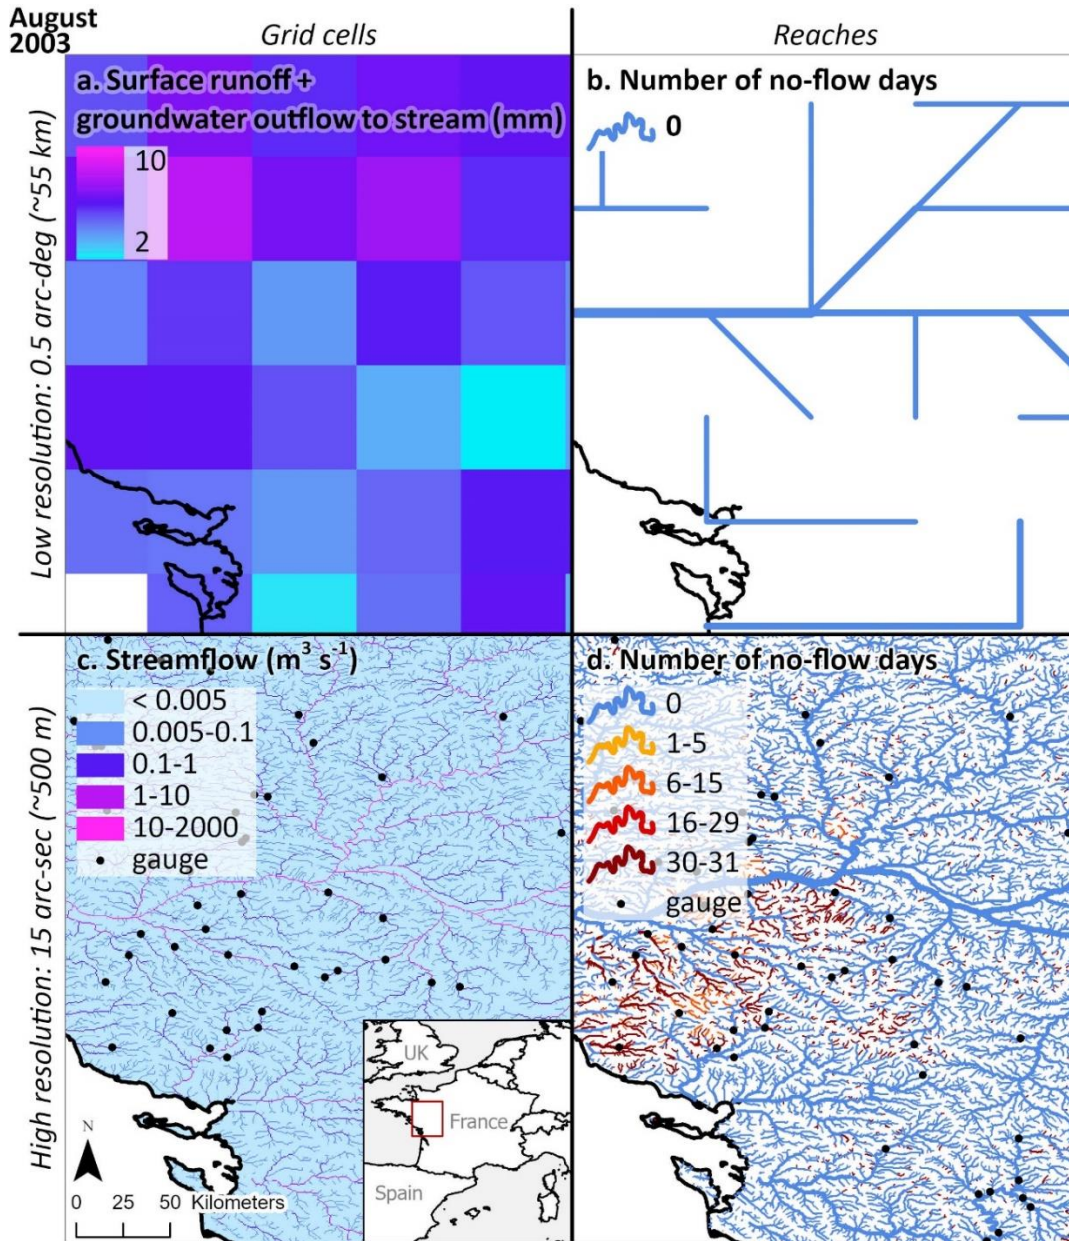 August
2003
Grid cells
Reaches
Low resolution: 0.5 arc-deg (~55 km)
a. Surface runoff +
groundwater outflow to stream (mm)
10
2
b. Number of no-flow days
0
High resolution: 15 arc-sec (~500 m)
c. Streamflow (m³ s⁻¹)
< 0.005
0.005-0.1
0.1-1
1-10
10-2000
gauge
N
0 25 50 Kilometers
UK
France
Spain
d. Number of no-flow days
0
1-5
6-15
16-29
30-31
gauge